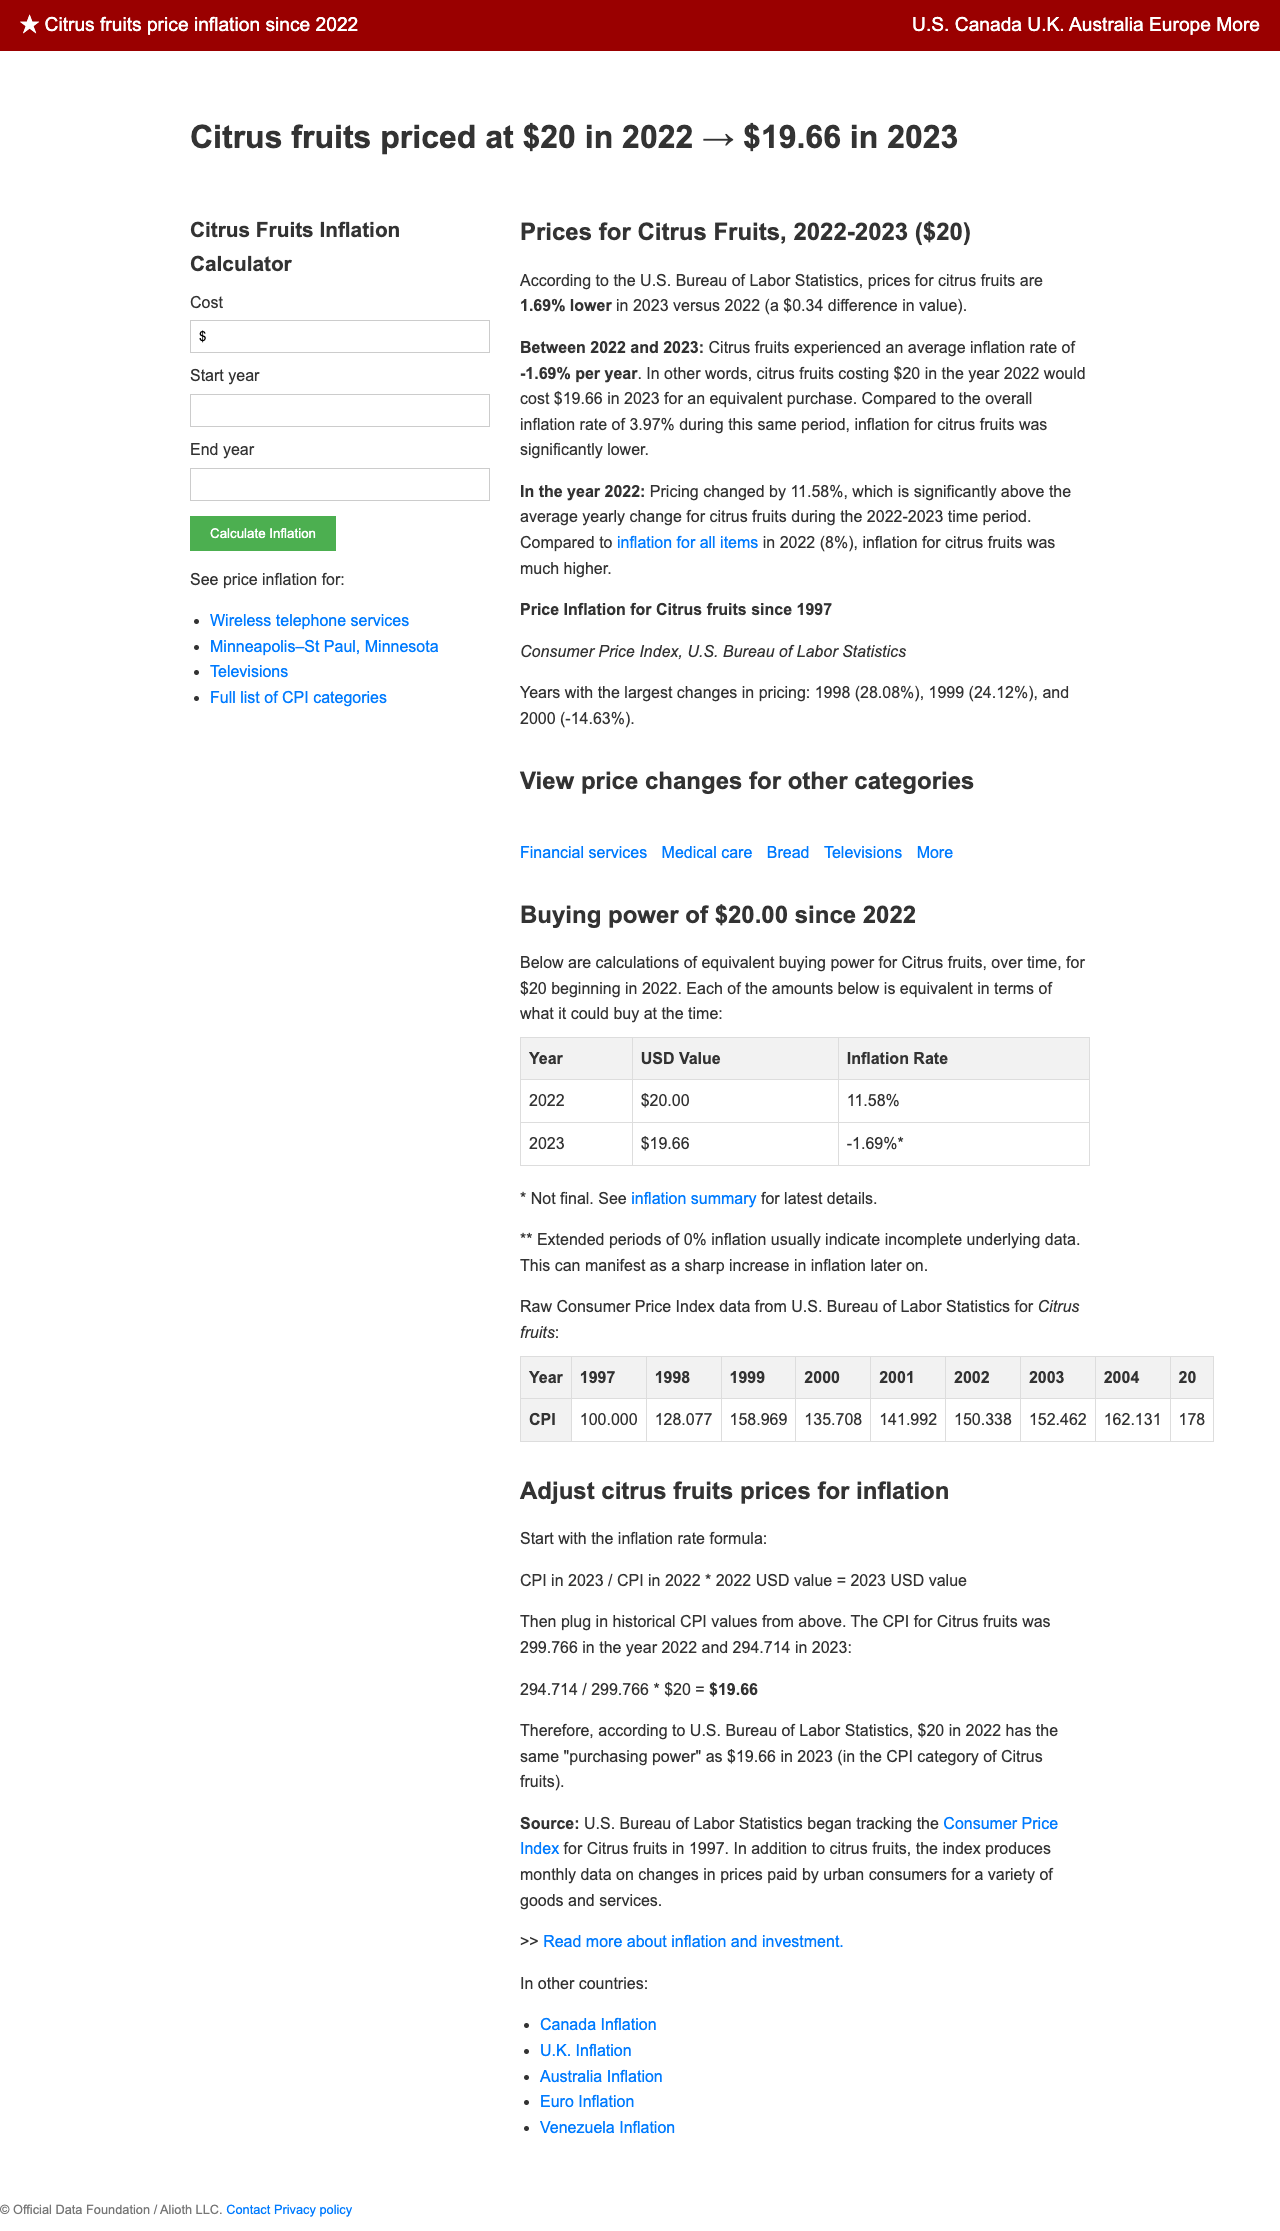 ★ Citrus fruits price inflation since 2022
U.S. Canada U.K. Australia Europe More
Citrus fruits priced at $20 in 2022 → $19.66 in 2023
Citrus Fruits Inflation
Calculator
Cost
$
Start year
End year
Calculate Inflation
See price inflation for:
• Wireless telephone services
• Minneapolis–St Paul, Minnesota
• Televisions
• Full list of CPI categories
Prices for Citrus Fruits, 2022-2023 ($20)
According to the U.S. Bureau of Labor Statistics, prices for citrus fruits are
1.69% lower in 2023 versus 2022 (a $0.34 difference in value).
Between 2022 and 2023: Citrus fruits experienced an average inflation rate of
-1.69% per year. In other words, citrus fruits costing $20 in the year 2022 would
cost $19.66 in 2023 for an equivalent purchase. Compared to the overall
inflation rate of 3.97% during this same period, inflation for citrus fruits was
significantly lower.
In the year 2022: Pricing changed by 11.58%, which is significantly above the
average yearly change for citrus fruits during the 2022-2023 time period.
Compared to inflation for all items in 2022 (8%), inflation for citrus fruits was
much higher.
Price Inflation for Citrus fruits since 1997
Consumer Price Index, U.S. Bureau of Labor Statistics
Years with the largest changes in pricing: 1998 (28.08%), 1999 (24.12%), and
2000 (-14.63%).
View price changes for other categories
Financial services Medical care Bread Televisions More
Buying power of $20.00 since 2022
Below are calculations of equivalent buying power for Citrus fruits, over time, for
$20 beginning in 2022. Each of the amounts below is equivalent in terms of
what it could buy at the time:
Year USD Value Inflation Rate
2022 $20.00 11.58%
2023 $19.66 -1.69%*
* Not final. See inflation summary for latest details.
** Extended periods of 0% inflation usually indicate incomplete underlying data.
This can manifest as a sharp increase in inflation later on.
Raw Consumer Price Index data from U.S. Bureau of Labor Statistics for Citrus
fruits:
Year 1997 1998 1999 2000 2001 2002 2003 2004 20
CPI 100.000 128.077 158.969 135.708 141.992 150.338 152.462 162.131 178
Adjust citrus fruits prices for inflation
Start with the inflation rate formula:
CPI in 2023 / CPI in 2022 * 2022 USD value = 2023 USD value
Then plug in historical CPI values from above. The CPI for Citrus fruits was
299.766 in the year 2022 and 294.714 in 2023:
294.714 / 299.766 * $20 = $19.66
Therefore, according to U.S. Bureau of Labor Statistics, $20 in 2022 has the
same "purchasing power" as $19.66 in 2023 (in the CPI category of Citrus
fruits).
Source: U.S. Bureau of Labor Statistics began tracking the Consumer Price
Index for Citrus fruits in 1997. In addition to citrus fruits, the index produces
monthly data on changes in prices paid by urban consumers for a variety of
goods and services.
>> Read more about inflation and investment.
In other countries:
• Canada Inflation
• U.K. Inflation
• Australia Inflation
• Euro Inflation
• Venezuela Inflation
© Official Data Foundation / Alioth LLC. Contact Privacy policy